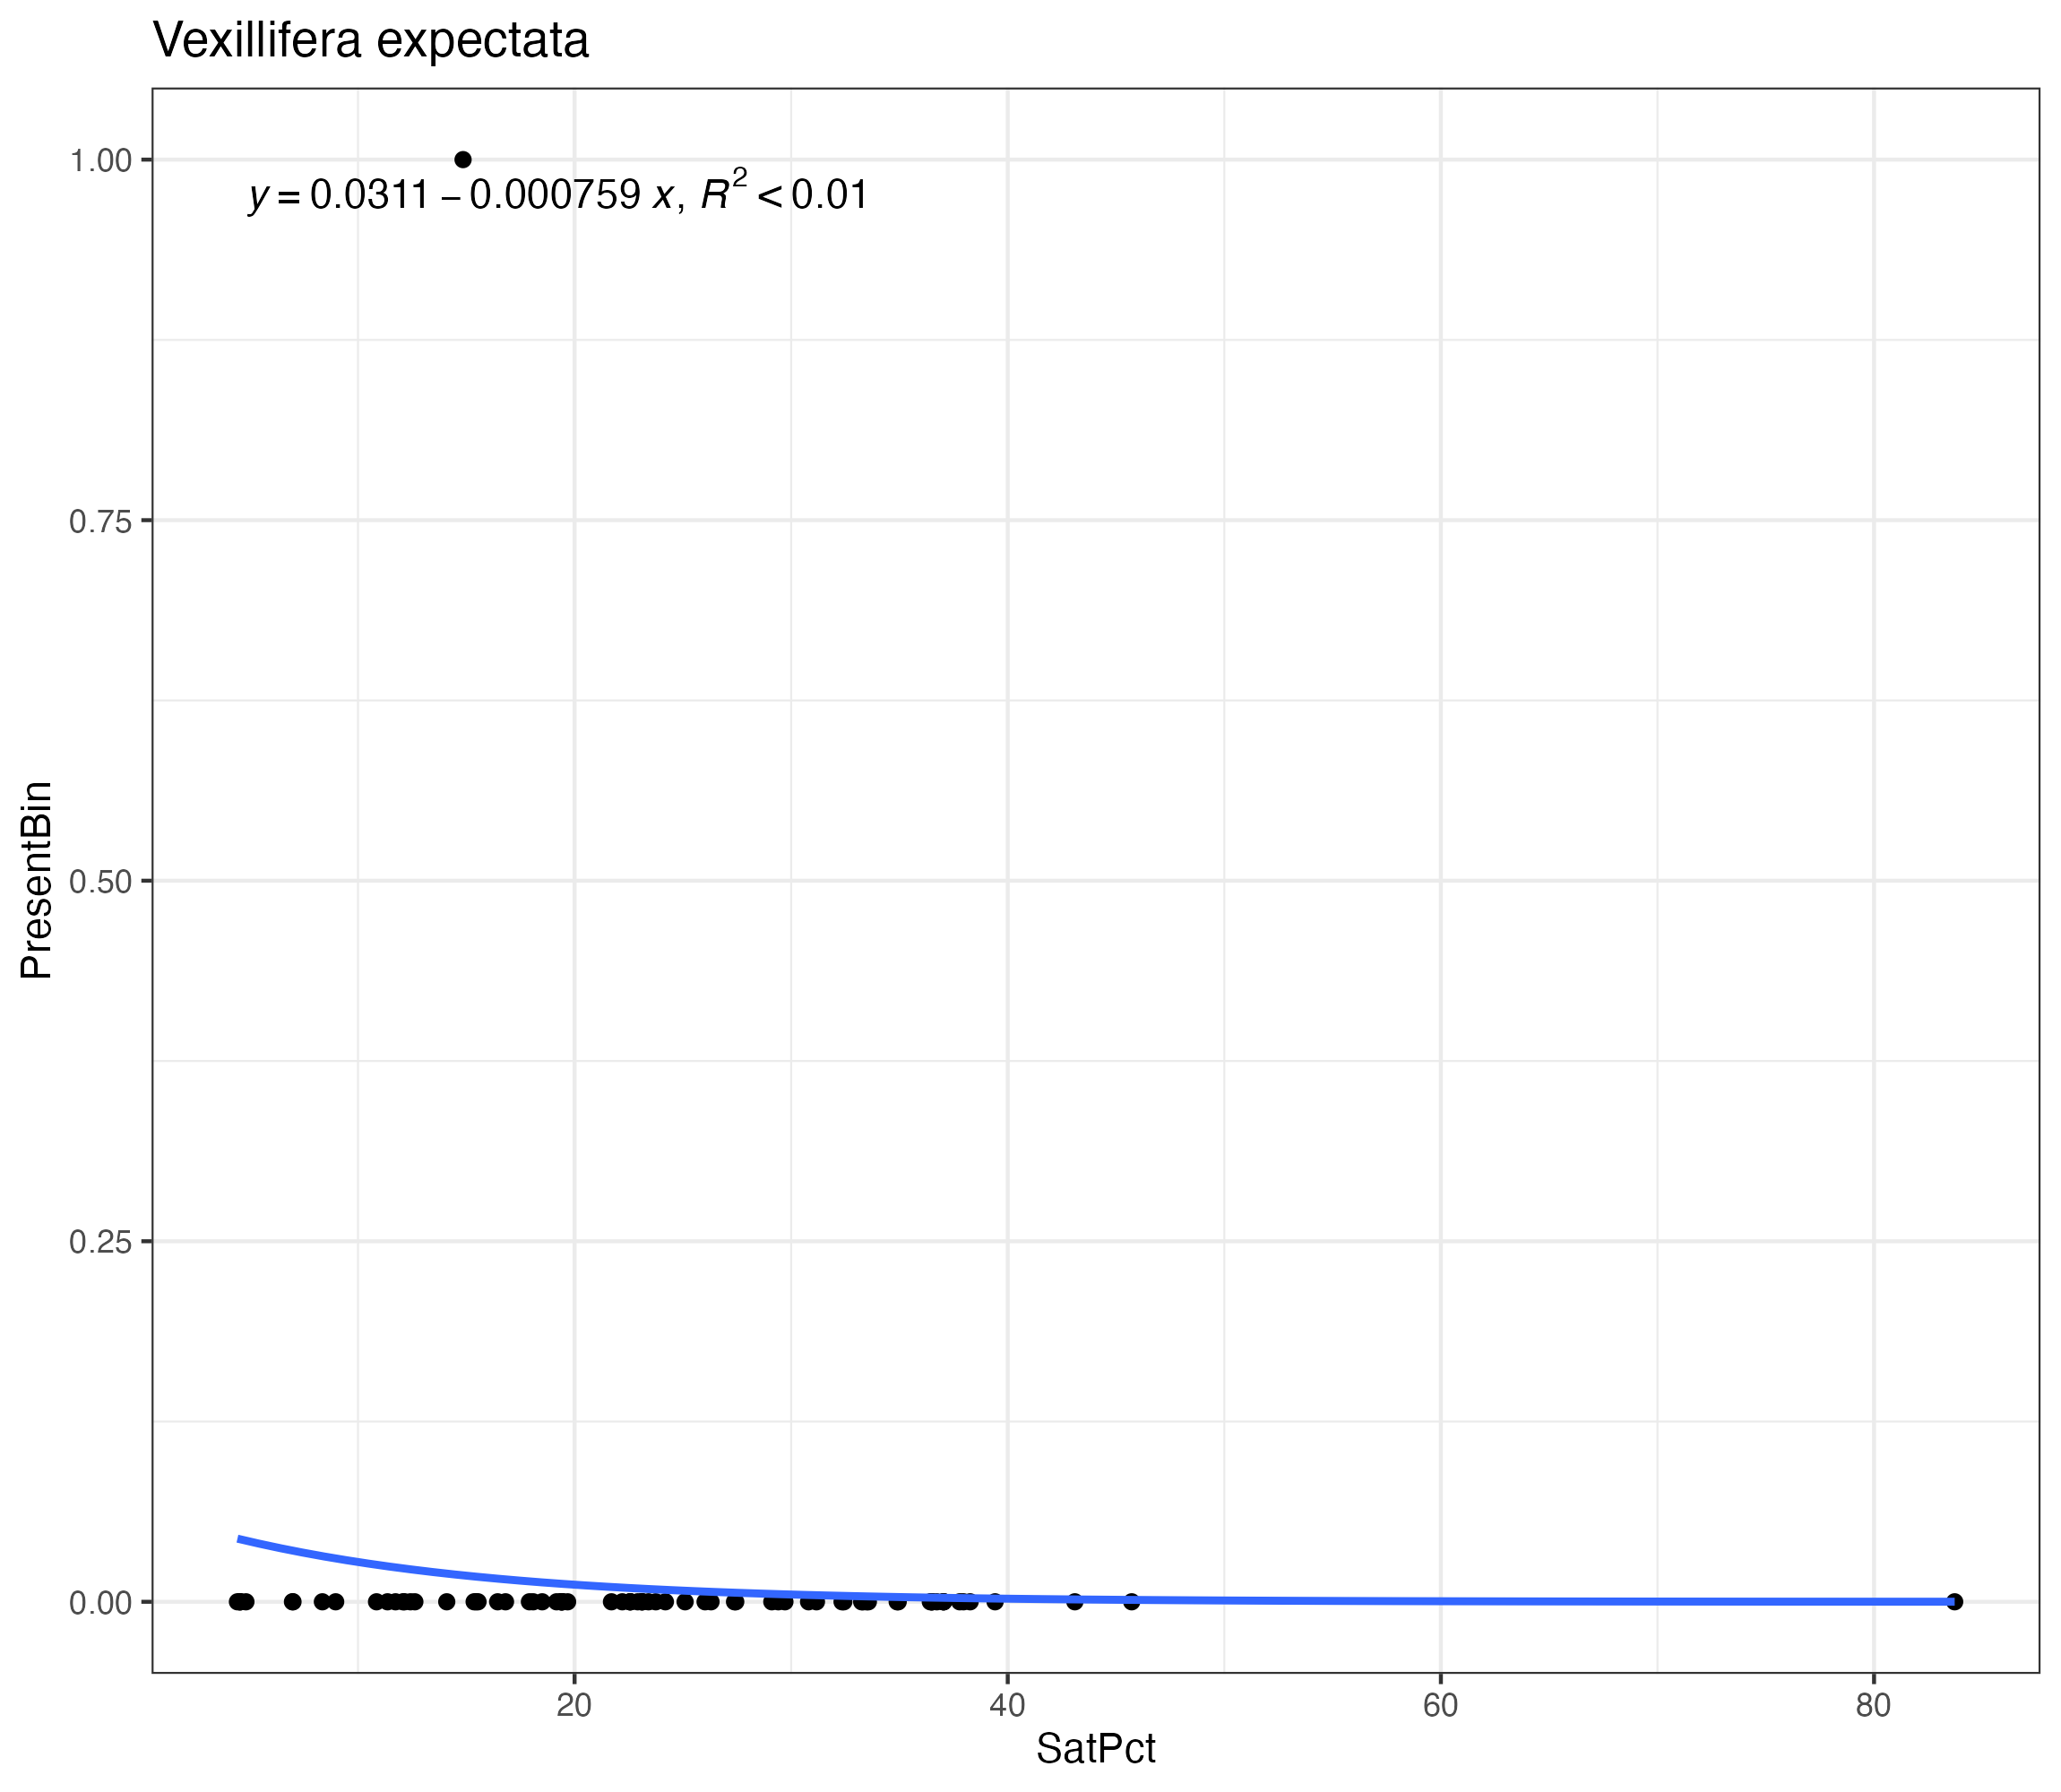 Vexillifera expectata
1.00
y = 0.0311 − 0.000759 x, R² < 0.01
0.75
0.50
0.25
0.00
PresentBin
20 40 60 80
SatPct